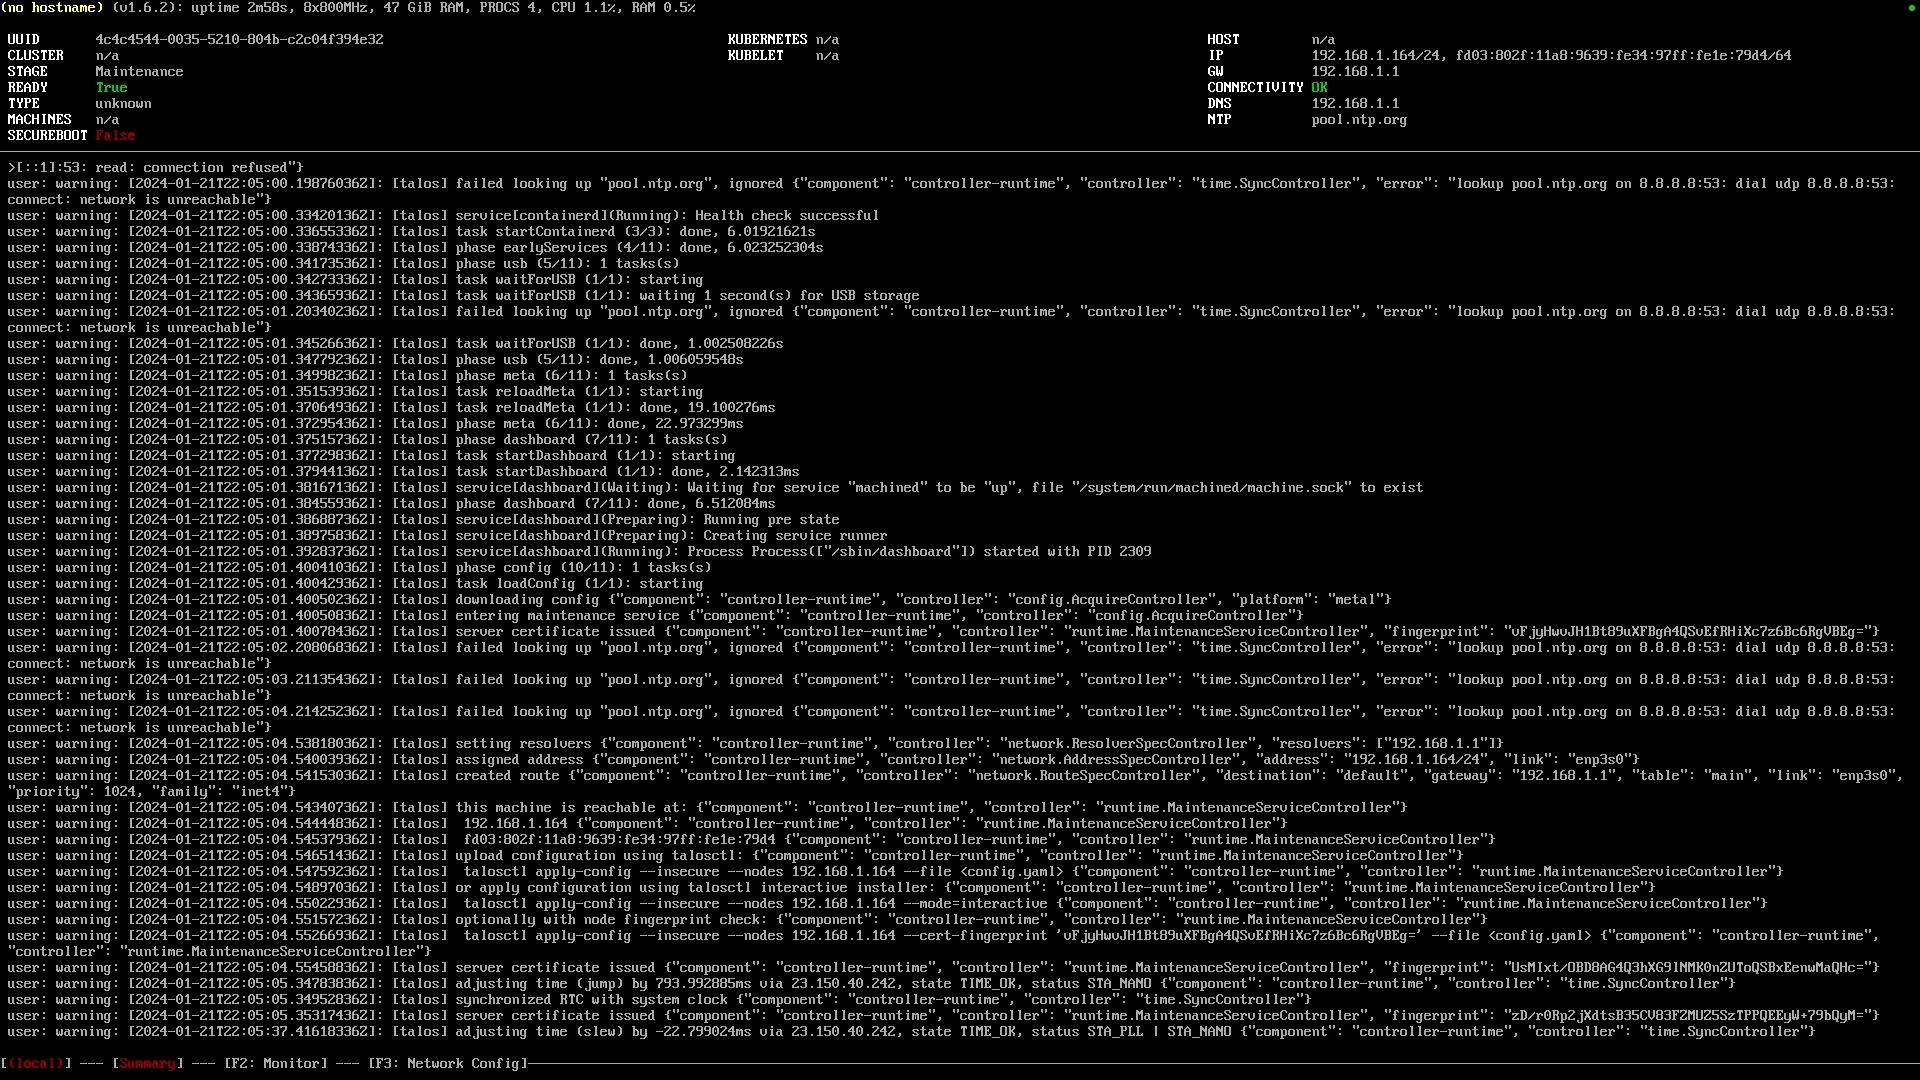 (no hostname) (v1.6.2): uptime 2m58s, 8x800MHz, 47 GiB RAM, PROCS 4, CPU 1.1%, RAM 0.5%
UUID 4c4c4544-0035-5210-804b-c2c04f394e32
CLUSTER n/a
STAGE Maintenance
READY True
TYPE unknown
MACHINES n/a
SECUREBOOT False
KUBERNETES n/a
KUBELET n/a
HOST n/a
IP 192.168.1.164/24, fd03:802f:11a8:9639:fe34:97ff:fe1e:79d4/64
GW 192.168.1.1
CONNECTIVITY OK
DNS 192.168.1.1
NTP pool.ntp.org
>[::1]:53: read: connection refused"}
user: warning: [2024-01-21T22:05:00.19876036Z]: [talos] failed looking up "pool.ntp.org", ignored {"component": "controller-runtime", "controller": "time.SyncController", "error": "lookup pool.ntp.org on 8.8.8.8:53: dial udp 8.8.8.8:53:
connect: network is unreachable"}
user: warning: [2024-01-21T22:05:00.33420136Z]: [talos] service[containerd](Running): Health check successful
user: warning: [2024-01-21T22:05:00.33655336Z]: [talos] task startContainerd (3/3): done, 6.01921621s
user: warning: [2024-01-21T22:05:00.33874336Z]: [talos] phase earlyServices (4/11): done, 6.023252304s
user: warning: [2024-01-21T22:05:00.34173536Z]: [talos] phase usb (5/11): 1 tasks(s)
user: warning: [2024-01-21T22:05:00.34273336Z]: [talos] task waitForUSB (1/1): starting
user: warning: [2024-01-21T22:05:00.34365936Z]: [talos] task waitForUSB (1/1): waiting 1 second(s) for USB storage
user: warning: [2024-01-21T22:05:01.20340236Z]: [talos] failed looking up "pool.ntp.org", ignored {"component": "controller-runtime", "controller": "time.SyncController", "error": "lookup pool.ntp.org on 8.8.8.8:53: dial udp 8.8.8.8:53:
connect: network is unreachable"}
user: warning: [2024-01-21T22:05:01.34526636Z]: [talos] task waitForUSB (1/1): done, 1.002508226s
user: warning: [2024-01-21T22:05:01.34779236Z]: [talos] phase usb (5/11): done, 1.006059548s
user: warning: [2024-01-21T22:05:01.34998236Z]: [talos] phase meta (6/11): 1 tasks(s)
user: warning: [2024-01-21T22:05:01.35153936Z]: [talos] task reloadMeta (1/1): starting
user: warning: [2024-01-21T22:05:01.37064936Z]: [talos] task reloadMeta (1/1): done, 19.100276ms
user: warning: [2024-01-21T22:05:01.37295436Z]: [talos] phase meta (6/11): done, 22.973299ms
user: warning: [2024-01-21T22:05:01.37515736Z]: [talos] phase dashboard (7/11): 1 tasks(s)
user: warning: [2024-01-21T22:05:01.37729836Z]: [talos] task startDashboard (1/1): starting
user: warning: [2024-01-21T22:05:01.37944136Z]: [talos] task startDashboard (1/1): done, 2.142313ms
user: warning: [2024-01-21T22:05:01.38167136Z]: [talos] service[dashboard](Waiting): Waiting for service "machined" to be "up", file "/system/run/machined/machine.sock" to exist
user: warning: [2024-01-21T22:05:01.38455936Z]: [talos] phase dashboard (7/11): done, 6.512084ms
user: warning: [2024-01-21T22:05:01.38688736Z]: [talos] service[dashboard](Preparing): Running pre state
user: warning: [2024-01-21T22:05:01.38975836Z]: [talos] service[dashboard](Preparing): Creating service runner
user: warning: [2024-01-21T22:05:01.39283736Z]: [talos] service[dashboard](Running): Process Process(["/sbin/dashboard"]) started with PID 2309
user: warning: [2024-01-21T22:05:01.40041036Z]: [talos] phase config (10/11): 1 tasks(s)
user: warning: [2024-01-21T22:05:01.40042936Z]: [talos] task loadConfig (1/1): starting
user: warning: [2024-01-21T22:05:01.40050236Z]: [talos] downloading config {"component": "controller-runtime", "controller": "config.AcquireController", "platform": "metal"}
user: warning: [2024-01-21T22:05:01.40050836Z]: [talos] entering maintenance service {"component": "controller-runtime", "controller": "config.AcquireController"}
user: warning: [2024-01-21T22:05:01.40078436Z]: [talos] server certificate issued {"component": "controller-runtime", "controller": "runtime.MaintenanceServiceController", "fingerprint": "vFjyHwvJH1Bt89uXFBgA4QSvEfRHiXc7z6Bc6RgVBEg="}
user: warning: [2024-01-21T22:05:02.20806836Z]: [talos] failed looking up "pool.ntp.org", ignored {"component": "controller-runtime", "controller": "time.SyncController", "error": "lookup pool.ntp.org on 8.8.8.8:53: dial udp 8.8.8.8:53:
connect: network is unreachable"}
user: warning: [2024-01-21T22:05:03.21135436Z]: [talos] failed looking up "pool.ntp.org", ignored {"component": "controller-runtime", "controller": "time.SyncController", "error": "lookup pool.ntp.org on 8.8.8.8:53: dial udp 8.8.8.8:53:
connect: network is unreachable"}
user: warning: [2024-01-21T22:05:04.21425236Z]: [talos] failed looking up "pool.ntp.org", ignored {"component": "controller-runtime", "controller": "time.SyncController", "error": "lookup pool.ntp.org on 8.8.8.8:53: dial udp 8.8.8.8:53:
connect: network is unreachable"}
user: warning: [2024-01-21T22:05:04.53818036Z]: [talos] setting resolvers {"component": "controller-runtime", "controller": "network.ResolverSpecController", "resolvers": ["192.168.1.1"]}
user: warning: [2024-01-21T22:05:04.54003936Z]: [talos] assigned address {"component": "controller-runtime", "controller": "network.AddressSpecController", "address": "192.168.1.164/24", "link": "enp3s0"}
user: warning: [2024-01-21T22:05:04.54153036Z]: [talos] created route {"component": "controller-runtime", "controller": "network.RouteSpecController", "destination": "default", "gateway": "192.168.1.1", "table": "main", "link": "enp3s0",
"priority": 1024, "family": "inet4"}
user: warning: [2024-01-21T22:05:04.54340736Z]: [talos] this machine is reachable at: {"component": "controller-runtime", "controller": "runtime.MaintenanceServiceController"}
user: warning: [2024-01-21T22:05:04.54444836Z]: [talos]  192.168.1.164 {"component": "controller-runtime", "controller": "runtime.MaintenanceServiceController"}
user: warning: [2024-01-21T22:05:04.54537936Z]: [talos]  fd03:802f:11a8:9639:fe34:97ff:fe1e:79d4 {"component": "controller-runtime", "controller": "runtime.MaintenanceServiceController"}
user: warning: [2024-01-21T22:05:04.54651436Z]: [talos] upload configuration using talosctl: {"component": "controller-runtime", "controller": "runtime.MaintenanceServiceController"}
user: warning: [2024-01-21T22:05:04.54759236Z]: [talos]  talosctl apply-config --insecure --nodes 192.168.1.164 --file <config.yaml> {"component": "controller-runtime", "controller": "runtime.MaintenanceServiceController"}
user: warning: [2024-01-21T22:05:04.54897036Z]: [talos] or apply configuration using talosctl interactive installer: {"component": "controller-runtime", "controller": "runtime.MaintenanceServiceController"}
user: warning: [2024-01-21T22:05:04.55022936Z]: [talos]  talosctl apply-config --insecure --nodes 192.168.1.164 --mode=interactive {"component": "controller-runtime", "controller": "runtime.MaintenanceServiceController"}
user: warning: [2024-01-21T22:05:04.55157236Z]: [talos] optionally with node fingerprint check: {"component": "controller-runtime", "controller": "runtime.MaintenanceServiceController"}
user: warning: [2024-01-21T22:05:04.55266936Z]: [talos]  talosctl apply-config --insecure --nodes 192.168.1.164 --cert-fingerprint 'vFjyHwvJH1Bt89uXFBgA4QSvEfRHiXc7z6Bc6RgVBEg=' --file <config.yaml> {"component": "controller-runtime",
"controller": "runtime.MaintenanceServiceController"}
user: warning: [2024-01-21T22:05:04.55458836Z]: [talos] server certificate issued {"component": "controller-runtime", "controller": "runtime.MaintenanceServiceController", "fingerprint": "UsMIxt/OBD8AG4Q3hXG9lNMK0nZUToQSBxEenwMaQHc="}
user: warning: [2024-01-21T22:05:05.34783836Z]: [talos] adjusting time (jump) by 793.992885ms via 23.150.40.242, state TIME_OK, status STA_NANO {"component": "controller-runtime", "controller": "time.SyncController"}
user: warning: [2024-01-21T22:05:05.34952836Z]: [talos] synchronized RTC with system clock {"component": "controller-runtime", "controller": "time.SyncController"}
user: warning: [2024-01-21T22:05:05.35317436Z]: [talos] server certificate issued {"component": "controller-runtime", "controller": "runtime.MaintenanceServiceController", "fingerprint": "zD/r0Rp2jXdtsB35CV83F2MUZ5SzTPPQEEyW+79bQyM="}
user: warning: [2024-01-21T22:05:37.41618336Z]: [talos] adjusting time (slew) by -22.799024ms via 23.150.40.242, state TIME_OK, status STA_PLL | STA_NANO {"component": "controller-runtime", "controller": "time.SyncController"}
[(local)] --- [Summary] --- [F2: Monitor] --- [F3: Network Config]